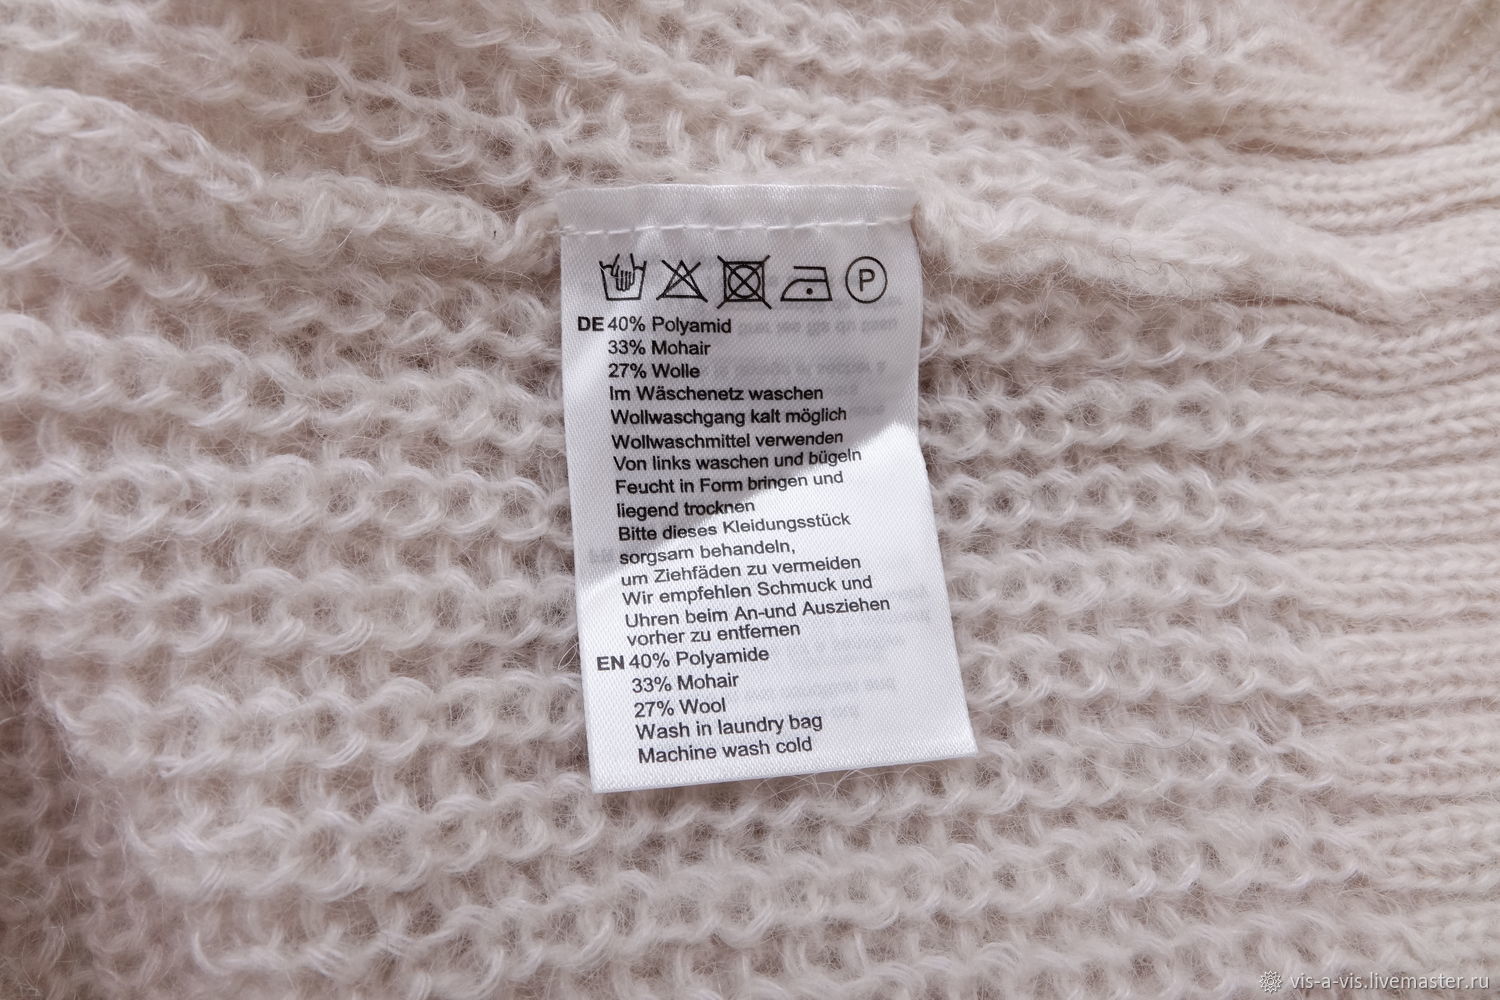 DE 40% Polyamid
33% Mohair
27% Wolle
Im Wäschenetz waschen
Wollwaschgang kalt möglich
Wollwaschmittel verwenden
Von links waschen und bügeln
Feucht in Form bringen und
liegend trocknen
Bitte dieses Kleidungsstück
sorgsam behandeln,
um Ziehfäden zu vermeiden
Wir empfehlen Schmuck und
Uhren beim An-und Ausziehen
vorher zu entfernen
EN 40% Polyamide
33% Mohair
27% Wool
Wash in laundry bag
Machine wash cold
P
vis-a-vis.livemaster.ru